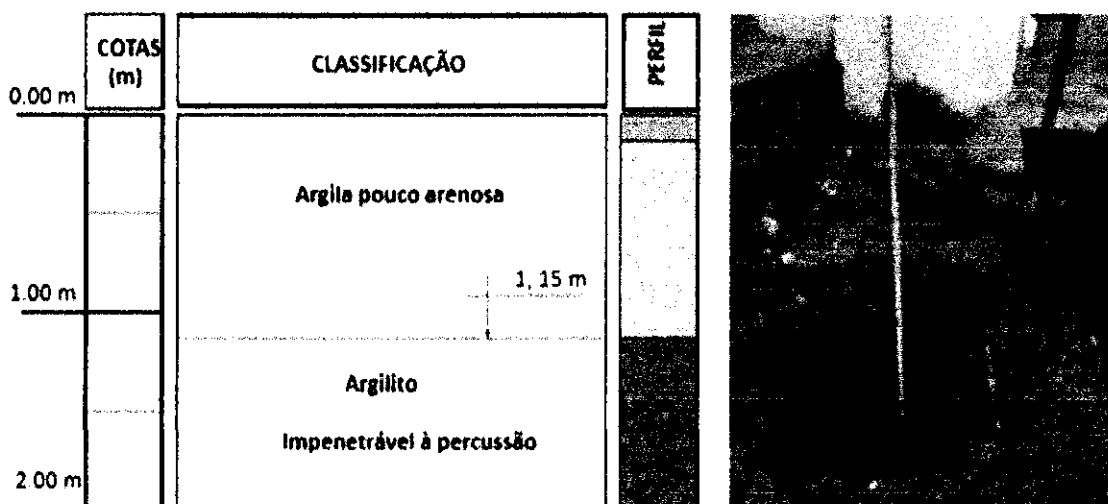 COTAS
(m)
CLASSIFICAÇÃO
PERFIL
0.00 m
Argila pouco arenosa
1.00 m
1, 15 m
Argilito
Impenetrável à percussão
2.00 m